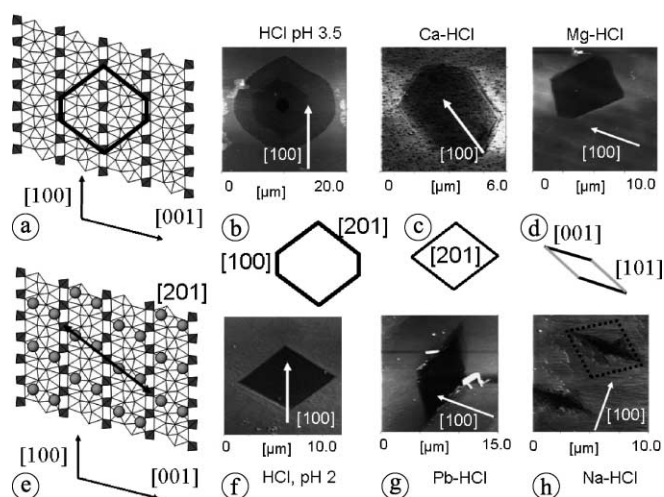 HCl pH 3.5
Ca-HCl
Mg-HCl
[100]
[001]
a
[100]
0 [µm] 20.0
b
[100]
0 [µm] 6.0
c
[100]
0 [µm] 10.0
d
[100]
[201]
[201]
[001]
[101]
[201]
[100]
[001]
e
[100]
0 [µm] 10.0
f HCl, pH 2
[100]
[µm] 15.0
g Pb-HCl
[100]
0 [µm] 10.0
h Na-HCl